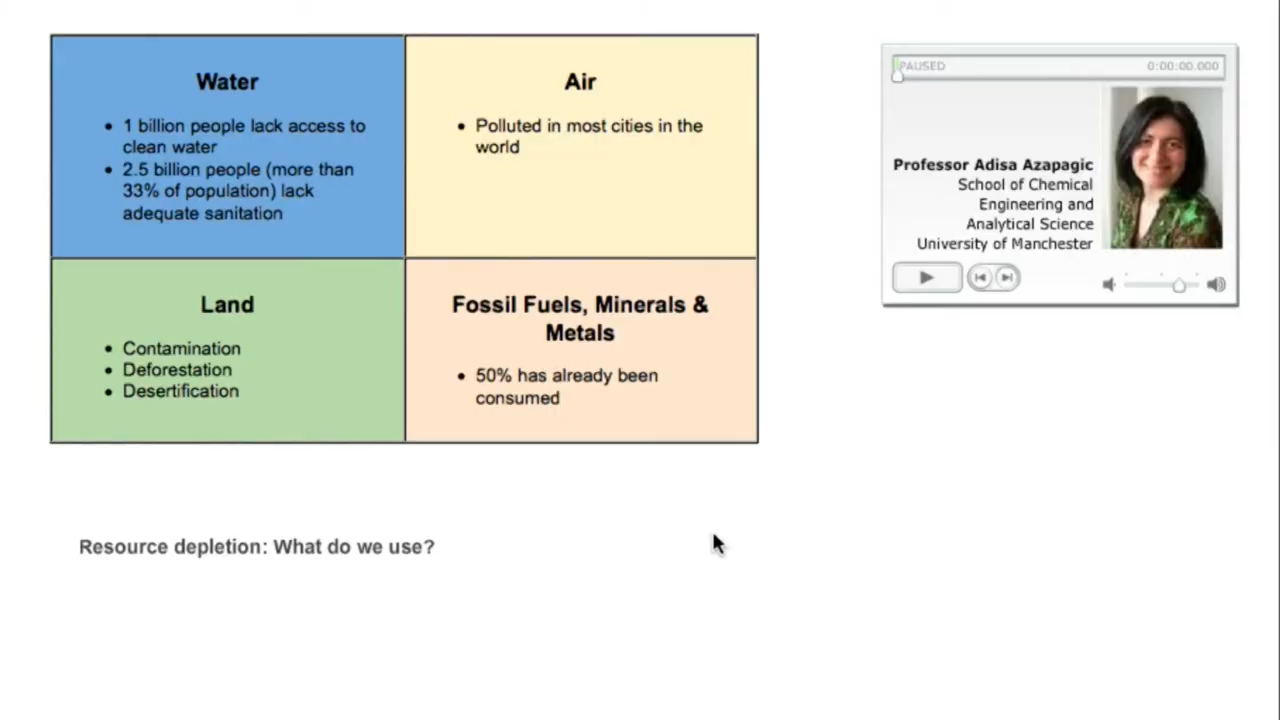 Water
• 1 billion people lack access to
clean water
• 2.5 billion people (more than
33% of population) lack
adequate sanitation
Air
• Polluted in most cities in the
world
Land
• Contamination
• Deforestation
• Desertification
Fossil Fuels, Minerals &
Metals
• 50% has already been
consumed
Resource depletion: What do we use?
PAUSED 0:00:00.000
Professor Adisa Azapagic
School of Chemical
Engineering and
Analytical Science
University of Manchester